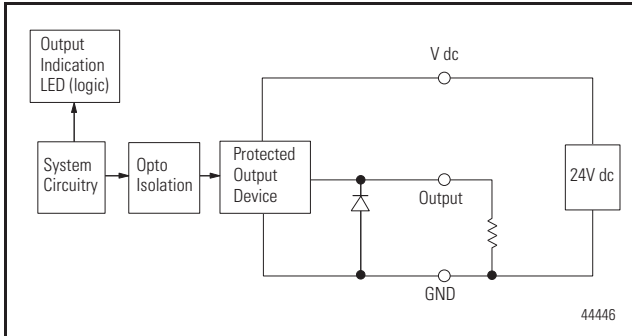 Output
Indication
LED (logic)
V dc
System
Circuitry
Opto
Isolation
Protected
Output
Device
Output
24V dc
GND
44446